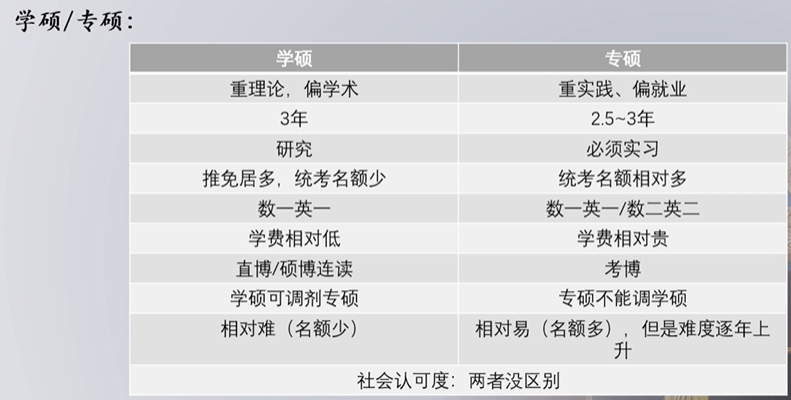 学硕/专硕：
学硕 专硕
重理论，偏学术 重实践、偏就业
3年 2.5~3年
研究 必须实习
推免居多，统考名额少 统考名额相对多
数一英一 数一英一/数二英二
学费相对低 学费相对贵
直博/硕博连读 考博
学硕可调剂专硕 专硕不能调学硕
相对难（名额少） 相对易（名额多），但是难度逐年上
升
社会认可度：两者没区别